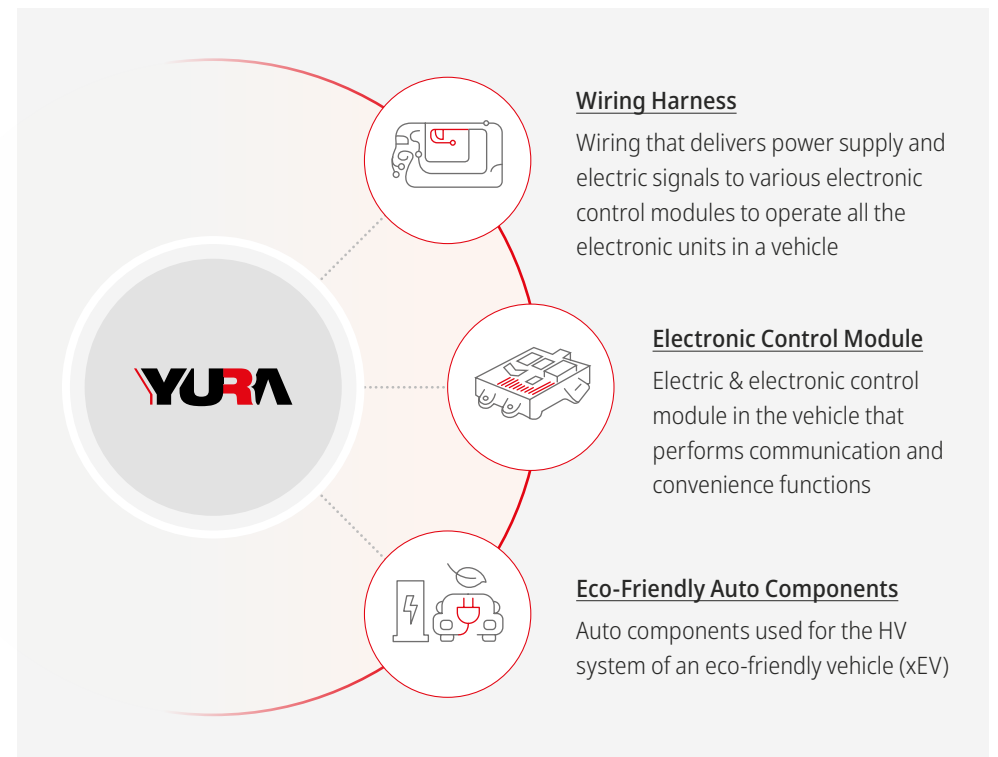 YURA
Wiring Harness
Wiring that delivers power supply and
electric signals to various electronic
control modules to operate all the
electronic units in a vehicle
Electronic Control Module
Electric & electronic control
module in the vehicle that
performs communication and
convenience functions
Eco-Friendly Auto Components
Auto components used for the HV
system of an eco-friendly vehicle (xEV)